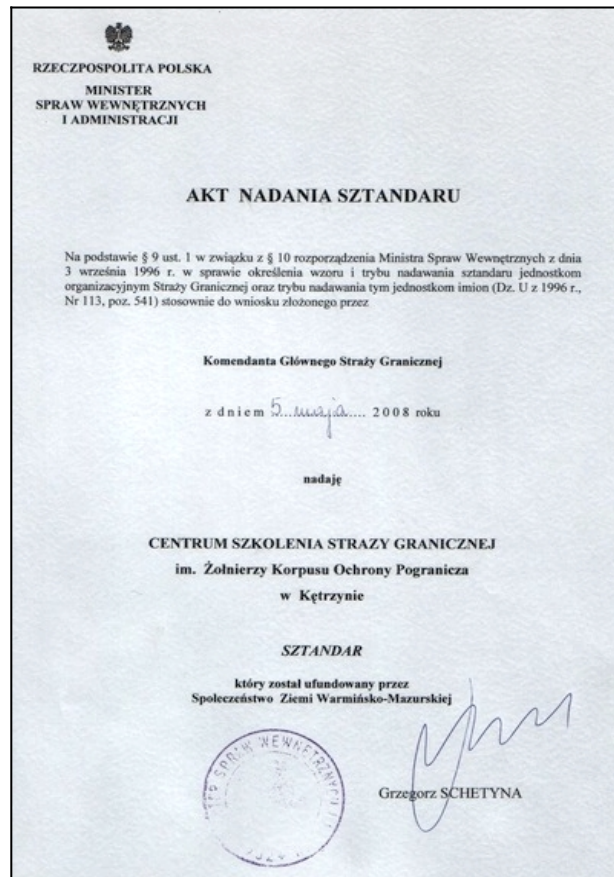 RZECZPOSPOLITA POLSKA
MINISTER
SPRAW WEWNĘTRZNYCH
I ADMINISTRACJI
AKT NADANIA SZTANDARU
Na podstawie § 9 ust. 1 w związku z § 10 rozporządzenia Ministra Spraw Wewnętrznych z dnia
3 września 1996 r. w sprawie określenia wzoru i trybu nadawania sztandaru jednostkom
organizacyjnym Straży Granicznej oraz trybu nadawania tym jednostkom imion (Dz. U z 1996 r.,
Nr 113, poz. 541) stosownie do wniosku złożonego przez
Komendanta Głównego Straży Granicznej
z dniem 5...maja.... 2008 roku
nadaję
CENTRUM SZKOLENIA STRAZY GRANICZNEJ
im. Żołnierzy Korpusu Ochrony Pogranicza
w Kętrzynie
SZTANDAR
który został ufundowany przez
Społeczeństwo Ziemi Warmińsko-Mazurskiej
SPRAW WEWNĘTRZNYCH I
Grzegorz SCHETYNA